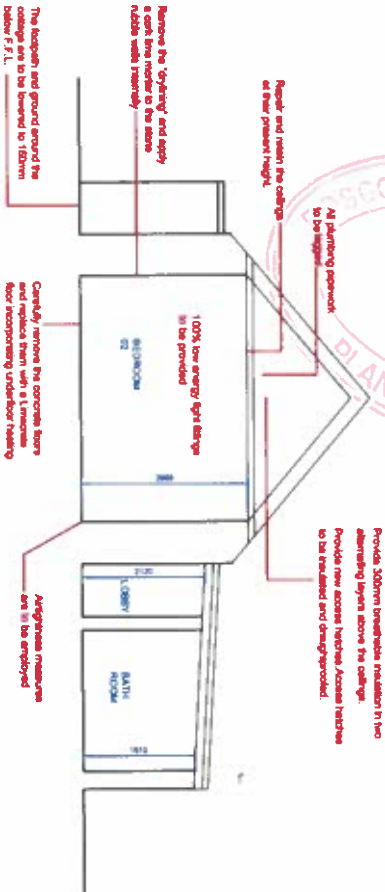 Provide 300mm breathable insulation in two
alternating layers above the ceilings.
Provide new access hatches. Access hatches
to be insulated and draughtproofed.
All plumbing pipework
to be lagged
Repair and retain the ceilings
at their present height.
Remove the 'drylining' and apply
a cork lime mortar to the stone
rubble walls internally
The footpath and ground around the
cottage are to be lowered to 150mm
below F.F.L.
100% low energy light fittings
to be provided
BEDROOM
02
Carefully remove the concrete floors
and replace them with a Limecrete
floor incorporating underfloor heating
Airtightness measures
are to be employed
2120
LOBBY
BATH
ROOM
PLAN